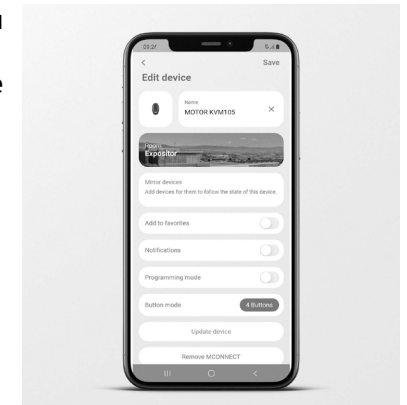 Save
Edit device
Name
MOTOR KVM105
Room
Expositor
Mirror devices
Add devices for them to follow the state of this device.
Add to favorites
Notifications
Programming mode
Button mode
4 Buttons
Update device
Remove MCONNECT